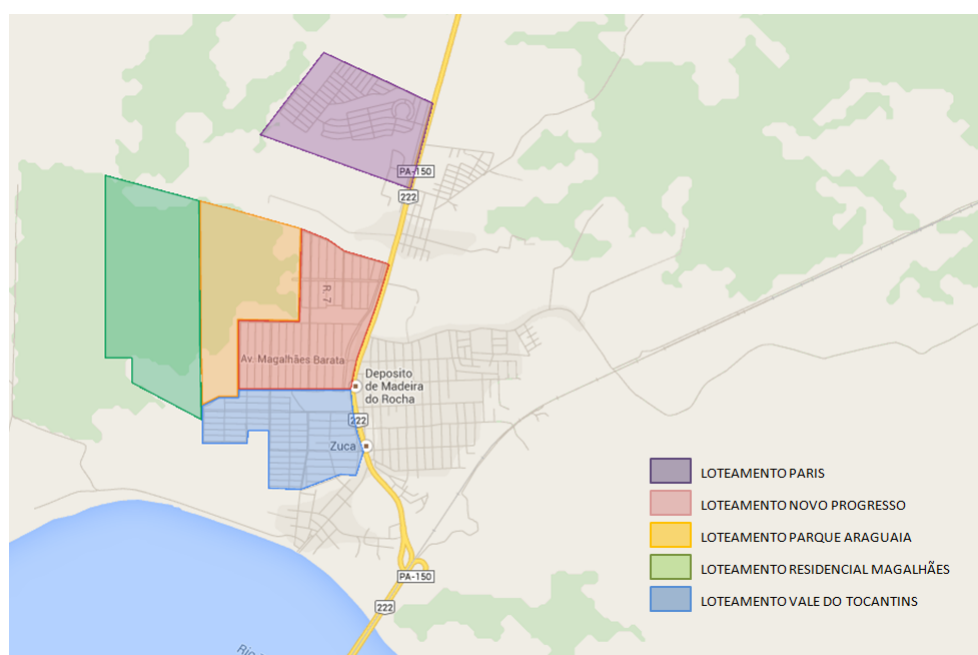 PA-150
222
R-7
Av. Magalhães Barata
Deposito
de Madeira
do Rocha
222
Zuca
PA-150
222
LOTEAMENTO PARIS
LOTEAMENTO NOVO PROGRESSO
LOTEAMENTO PARQUE ARAGUAIA
LOTEAMENTO RESIDENCIAL MAGALHÃES
LOTEAMENTO VALE DO TOCANTINS
Rio